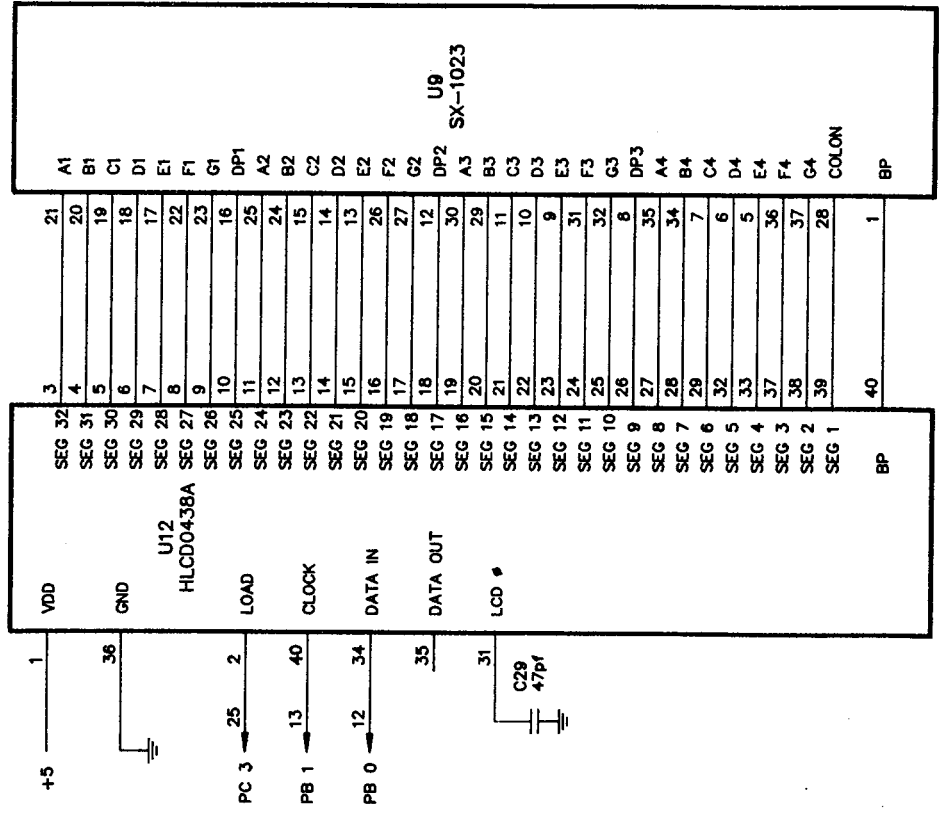 +5 1 VDD
36 GND
U12
HLCD0438A
PC 3 25 2 LOAD
PB 1 13 40 CLOCK
PB 0 12 34 DATA IN
35 DATA OUT
31 LCD ø
C29
47pf
SEG 32 3 21 A1
SEG 31 4 20 B1
SEG 30 5 19 C1
SEG 29 6 18 D1
SEG 28 7 17 E1
SEG 27 8 22 F1
SEG 26 9 23 G1
SEG 25 10 16 DP1
SEG 24 11 25 A2
SEG 23 12 24 B2
SEG 22 13 15 C2
SEG 21 14 14 D2
SEG 20 15 13 E2
SEG 19 16 26 F2
SEG 18 17 27 G2
SEG 17 18 12 DP2
SEG 16 19 30 A3
SEG 15 20 29 B3
SEG 14 21 11 C3
SEG 13 22 10 D3
SEG 12 23 9 E3
SEG 11 24 31 F3
SEG 10 25 32 G3
SEG 9 26 8 DP3
SEG 8 27 35 A4
SEG 7 28 34 B4
SEG 6 29 7 C4
SEG 5 32 6 D4
SEG 4 33 5 E4
SEG 3 37 36 F4
SEG 2 38 37 G4
SEG 1 39 28 COLON
BP 40 1 BP
U9
SX-1023